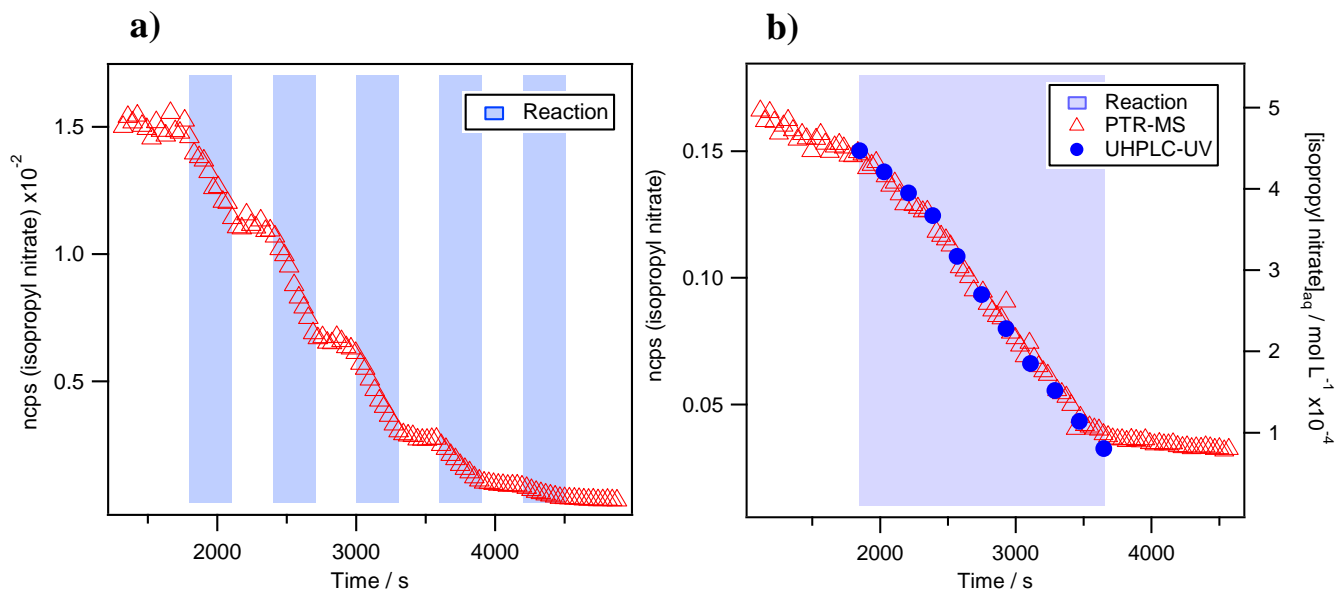 a)
Reaction
ncps (isopropyl nitrate) x10-2
1.5
1.0
0.5
2000
3000
4000
Time / s
b)
Reaction
PTR-MS
UHPLC-UV
ncps (isopropyl nitrate)
0.15
0.10
0.05
5
4
3
2
1
[isopropyl nitrate]aq / mol L-1 x10-4
2000
3000
4000
Time / s